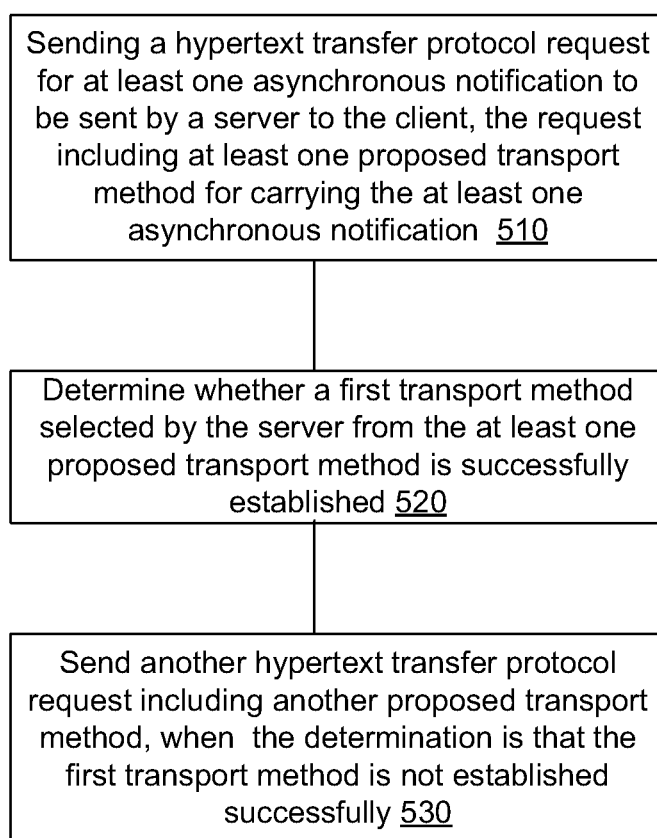 Sending a hypertext transfer protocol request
for at least one asynchronous notification to
be sent by a server to the client, the request
including at least one proposed transport
method for carrying the at least one
asynchronous notification 510
Determine whether a first transport method
selected by the server from the at least one
proposed transport method is successfully
established 520
Send another hypertext transfer protocol
request including another proposed transport
method, when the determination is that the
first transport method is not established
successfully 530